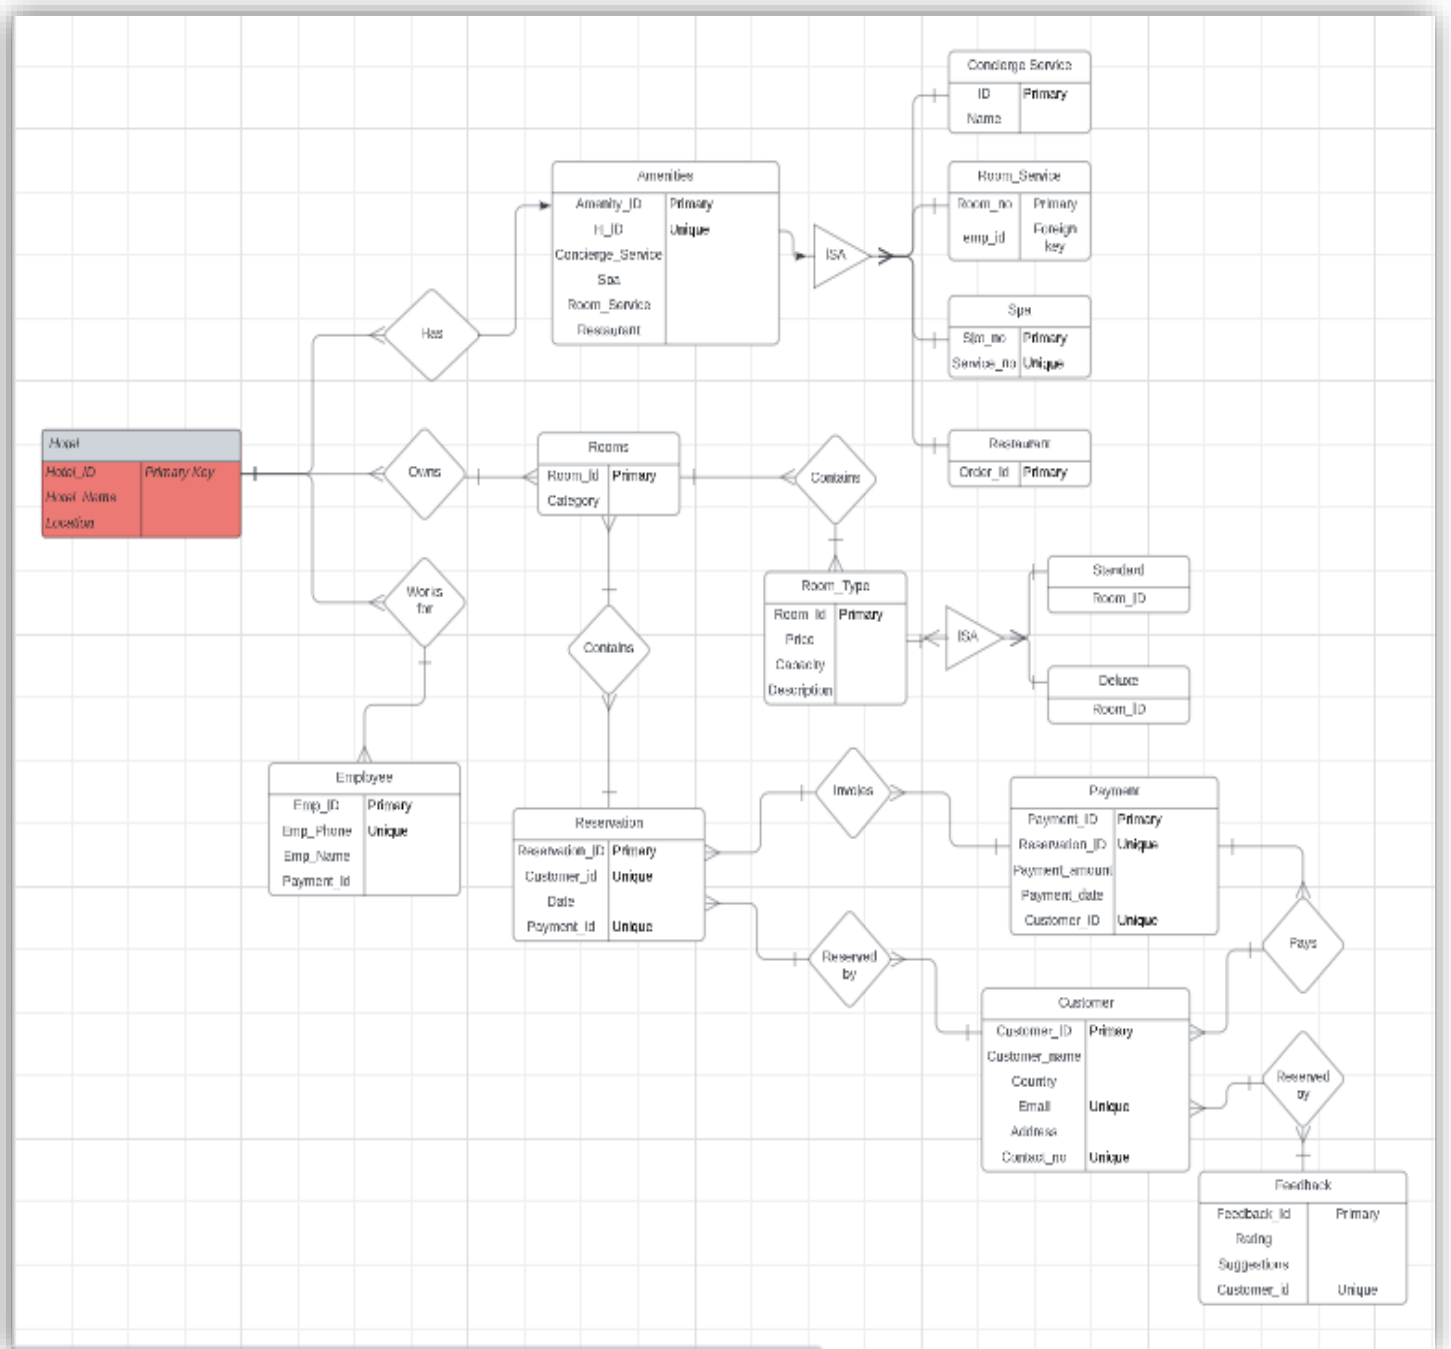 Concierge Service
ID Primary
Name
Amenities
Amenity_ID Primary
H_ID Unique
Concierge_Service
Spa
Room_Service
Restaurant
ISA
Room_Service
Room_no Primary
emp_id Foreign
key
Spa
Primary
Service_no Unique
Restaurant
Order_Id Primary
Has
Hotel
Hotel_ID Primary Key
Hotel_Name
Location
Owns
Rooms
Room_Id Primary
Category
Contains
Works
for
Contains
Room_Type
Room_Id Primary
Price
Capacity
Description
ISA
Standard
Room_ID
Deluxe
Room_ID
Employee
Emp_ID Primary
Emp_Phone Unique
Emp_Name
Payment_Id
Reservation
Reservation_ID Primary
Customer_id Unique
Date
Payment_Id Unique
Payment
Payment_ID Primary
Reservation_ID Unique
Payment_amount
Payment_date
Customer_ID Unique
Reserved
by
Pays
Customer
Customer_ID Primary
Customer_name
Country
Email Unique
Address
Contact_no Unique
Reserved
by
Feedback
Feedback_Id Primary
Rating
Suggestions
Customer_id Unique